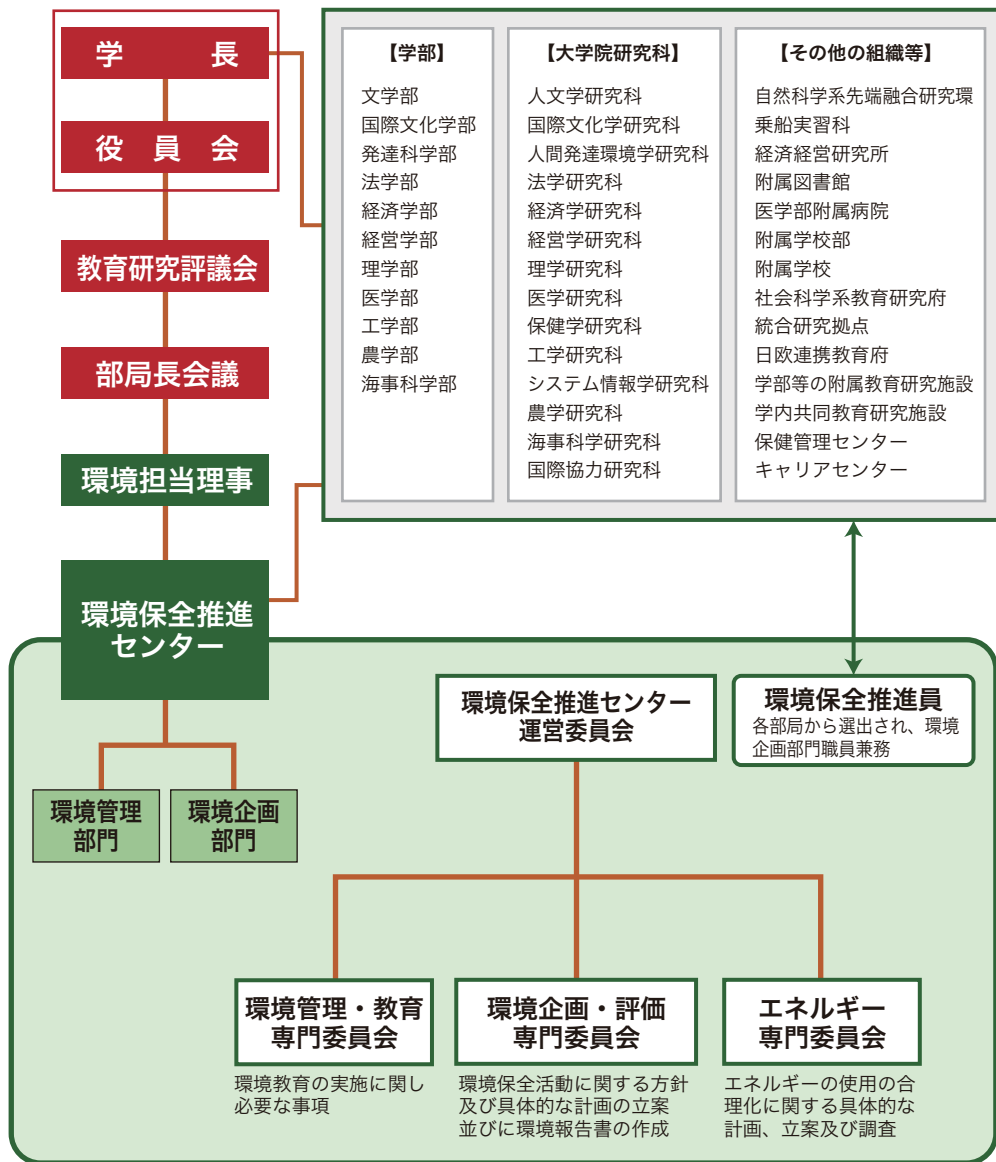 学長
役員会
教育研究評議会
部局長会議
環境担当理事
環境保全推進
センター
【学部】
文学部
国際文化学部
発達科学部
法学部
経済学部
経営学部
理学部
医学部
工学部
農学部
海事科学部
【大学院研究科】
人文学研究科
国際文化学研究科
人間発達環境学研究科
法学研究科
経済学研究科
経営学研究科
理学研究科
医学研究科
保健学研究科
工学研究科
システム情報学研究科
農学研究科
海事科学研究科
国際協力研究科
【その他の組織等】
自然科学系先端融合研究環
乗船実習科
経済経営研究所
附属図書館
医学部附属病院
附属学校部
附属学校
社会科学系教育研究府
統合研究拠点
日欧連携教育府
学部等の附属教育研究施設
学内共同教育研究施設
保健管理センター
キャリアセンター
環境管理
部門
環境企画
部門
環境保全推進センター
運営委員会
環境保全推進員
各部局から選出され、環境
企画部門職員兼務
環境管理・教育
専門委員会
環境教育の実施に関し
必要な事項
環境企画・評価
専門委員会
環境保全活動に関する方針
及び具体的な計画の立案
並びに環境報告書の作成
エネルギー
専門委員会
エネルギーの使用の合
理化に関する具体的な
計画、立案及び調査